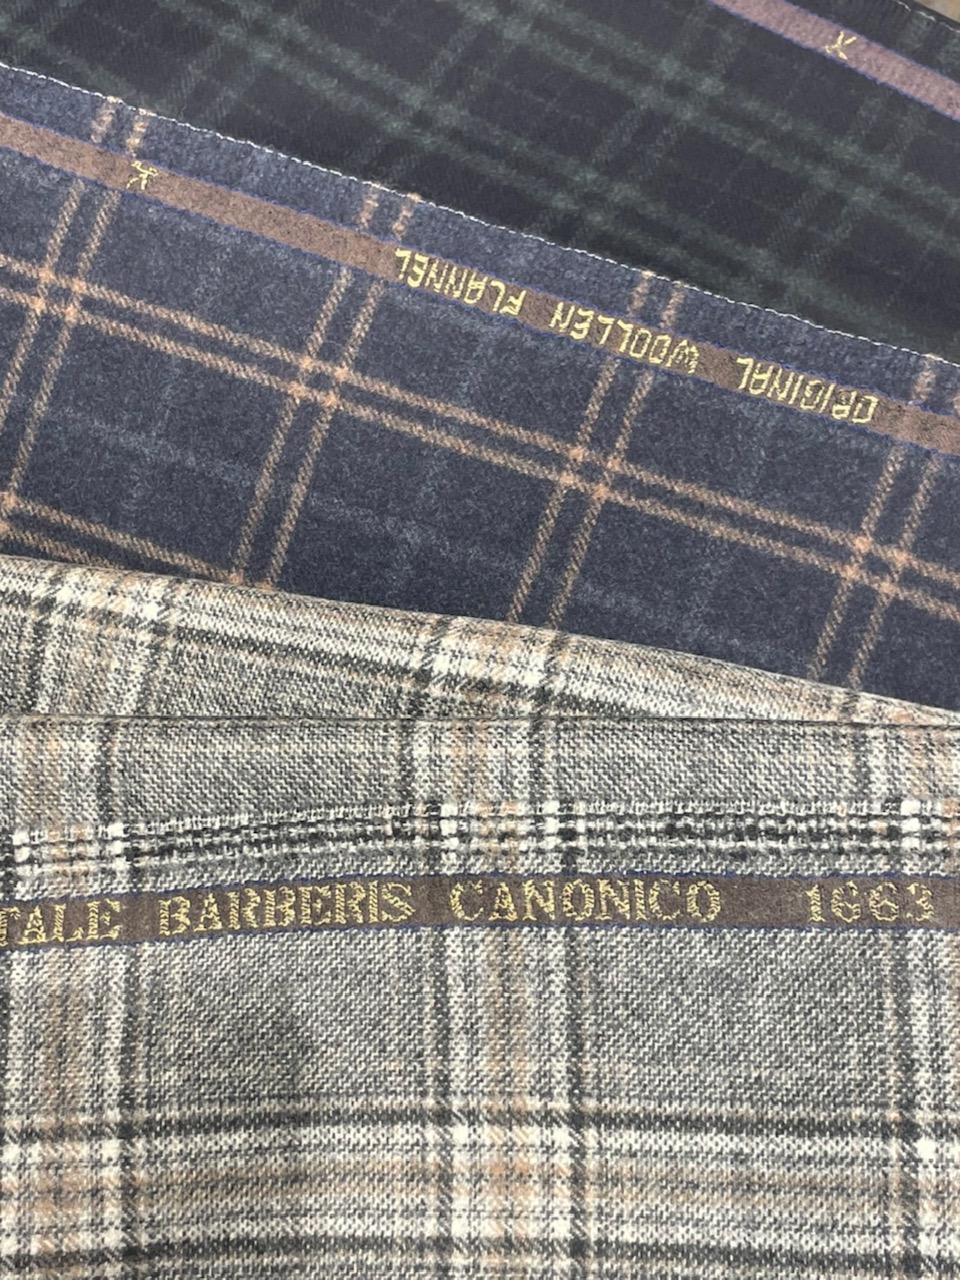 ORIGINAL WOOLLEN FLANNEL
TALE BARBERIS CANONICO 1663